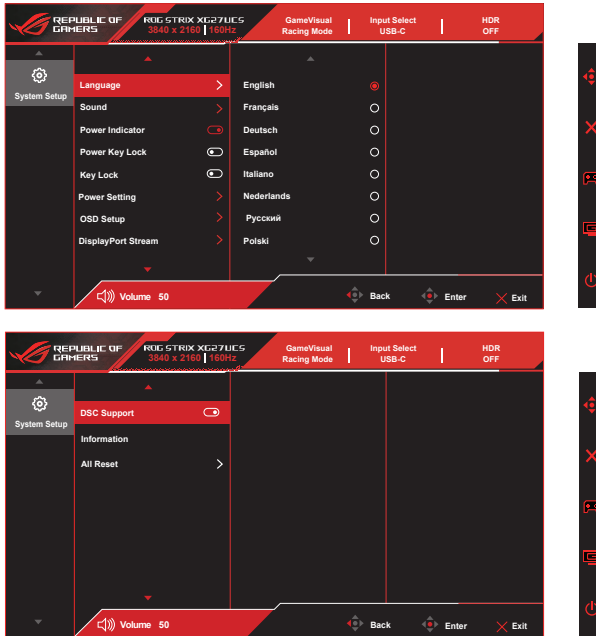 REPUBLIC OF
GAMERS
ROG STRIX XG27UCS
3840 x 2160 160Hz
GameVisual
Racing Mode
Input Select
USB-C
HDR
OFF
System Setup
Language
Sound
Power Indicator
Power Key Lock
Key Lock
Power Setting
OSD Setup
DisplayPort Stream
English
Français
Deutsch
Español
Italiano
Nederlands
Русский
Polski
Volume 50
Back
Enter
Exit
REPUBLIC OF
GAMERS
ROG STRIX XG27UCS
3840 x 2160 160Hz
GameVisual
Racing Mode
Input Select
USB-C
HDR
OFF
System Setup
DSC Support
Information
All Reset
Volume 50
Back
Enter
Exit